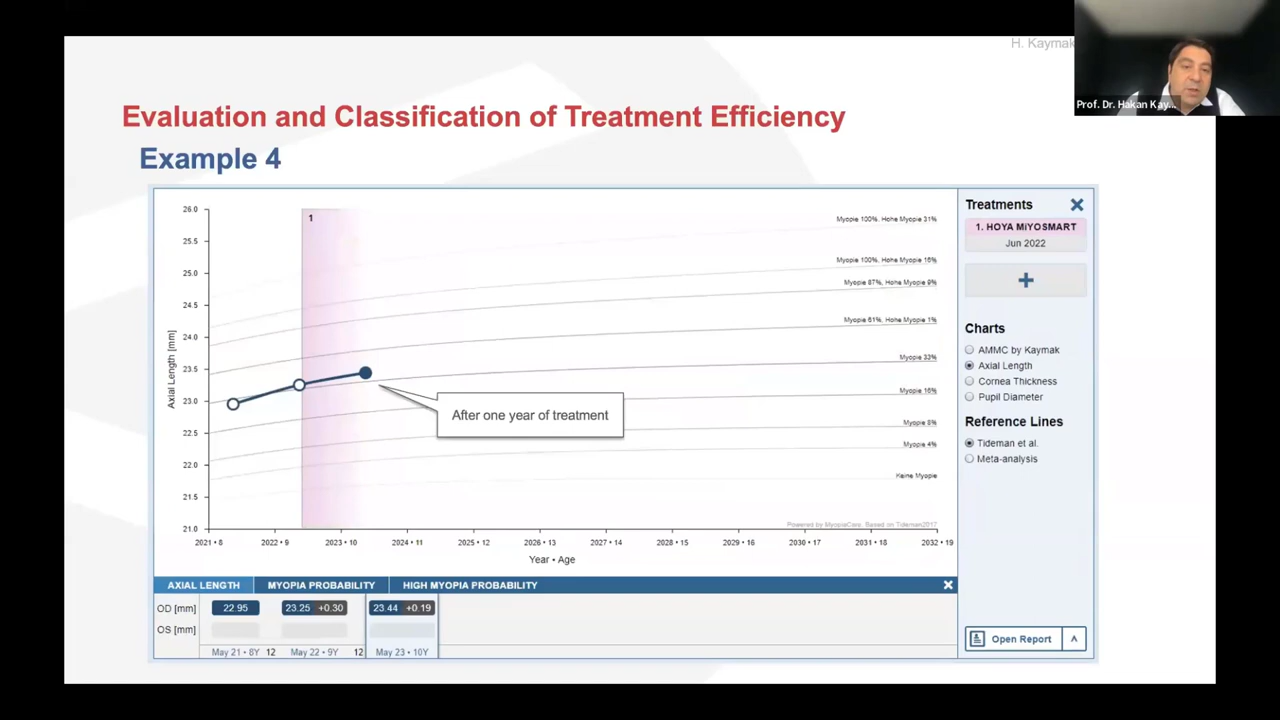 H. Kaymak
Prof. Dr. Hakan Kay...
Evaluation and Classification of Treatment Efficiency
Example 4
26.0
25.5
25.0
24.5
24.0
23.5
23.0
22.5
22.0
21.5
21.0
Axial Length [mm]
1
Myopie 100%, Hohe Myopie 31%
Myopie 100%, Hohe Myopie 16%
Myopie 87%, Hohe Myopie 9%
Myopie 61%, Hohe Myopie 1%
Myopie 33%
Myopie 16%
Myopie 8%
Myopie 4%
Keine Myopie
After one year of treatment
Powered by MyopiaCare. Based on Tideman2017
2021 • 8 2022 • 9 2023 • 10 2024 • 11 2025 • 12 2026 • 13 2027 • 14 2028 • 15 2029 • 16 2030 • 17 2031 • 18 2032 • 19
Year • Age
Treatments
1. HOYA MiYOSMART
Jun 2022
Charts
AMMC by Kaymak
Axial Length
Cornea Thickness
Pupil Diameter
Reference Lines
Tideman et al.
Meta-analysis
Open Report
AXIAL LENGTH MYOPIA PROBABILITY HIGH MYOPIA PROBABILITY
OD [mm] 22.95 23.25 +0.30 23.44 +0.19
OS [mm]
May 21 • 8Y 12 May 22 • 9Y 12 May 23 • 10Y